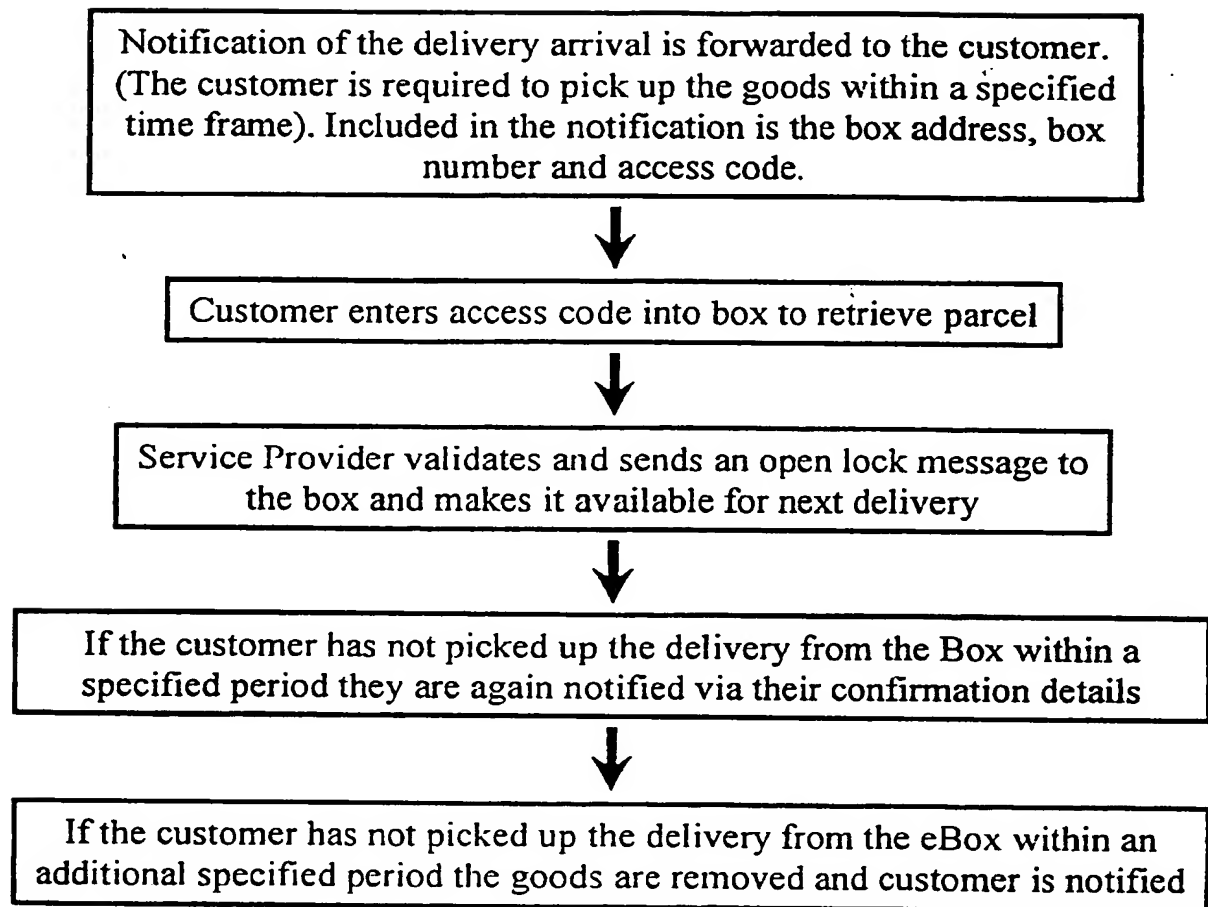 Notification of the delivery arrival is forwarded to the customer.
(The customer is required to pick up the goods within a specified
time frame). Included in the notification is the box address, box
number and access code.
Customer enters access code into box to retrieve parcel
Service Provider validates and sends an open lock message to
the box and makes it available for next delivery
If the customer has not picked up the delivery from the Box within a
specified period they are again notified via their confirmation details
If the customer has not picked up the delivery from the eBox within an
additional specified period the goods are removed and customer is notified